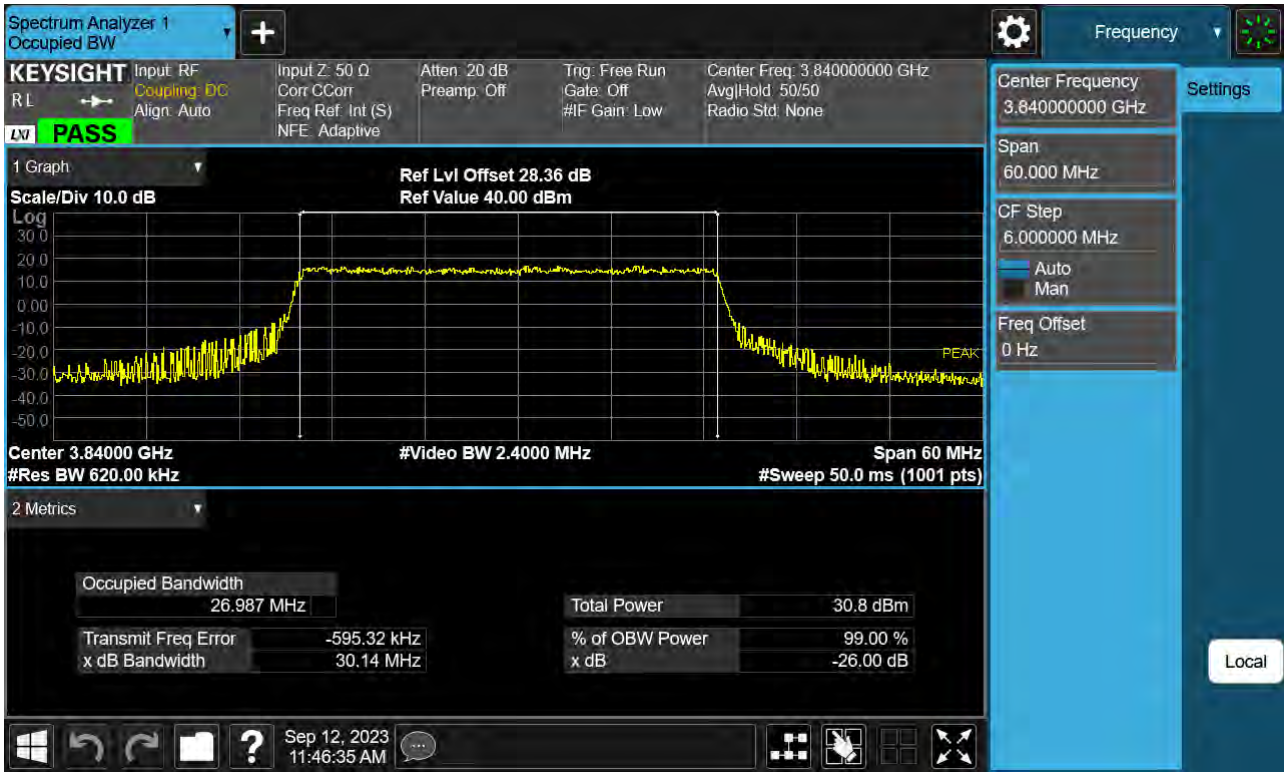 Spectrum Analyzer 1
Occupied BW
+
Frequency
KEYSIGHT
RL
LXI
PASS
Input: RF
Coupling: DC
Align: Auto
Input Z: 50 Ω
Corr CCorr
Freq Ref: Int (S)
NFE: Adaptive
Atten: 20 dB
Preamp: Off
Trig: Free Run
Gate: Off
#IF Gain: Low
Center Freq: 3.840000000 GHz
Avg|Hold: 50/50
Radio Std: None
Center Frequency
3.840000000 GHz
Settings
Span
60.000 MHz
CF Step
6.000000 MHz
Auto
Man
Freq Offset
0 Hz
Local
1 Graph
Scale/Div 10.0 dB
Ref Lvl Offset 28.36 dB
Ref Value 40.00 dBm
Log
30.0
20.0
10.0
0.00
-10.0
-20.0
-30.0
-40.0
-50.0
PEAK
Center 3.84000 GHz
#Video BW 2.4000 MHz
Span 60 MHz
#Res BW 620.00 kHz
#Sweep 50.0 ms (1001 pts)
2 Metrics
Occupied Bandwidth
26.987 MHz
Total Power 30.8 dBm
Transmit Freq Error -595.32 kHz
% of OBW Power 99.00 %
x dB Bandwidth 30.14 MHz
x dB -26.00 dB
?
Sep 12, 2023
11:46:35 AM